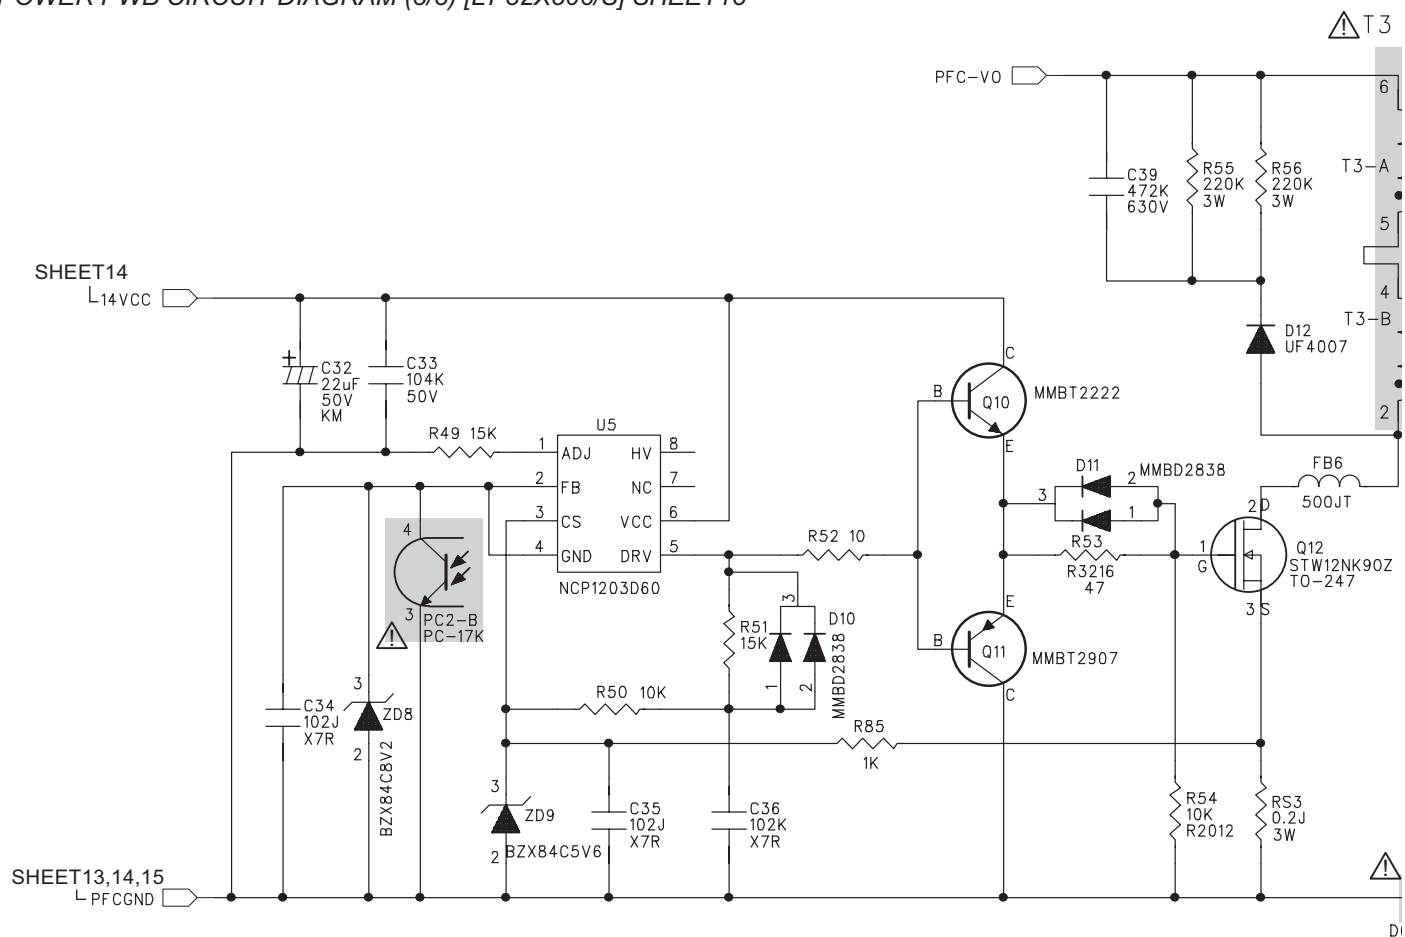 POWER PWB CIRCUIT DIAGRAM
T3
PFC-VO
6
T3-A
C39
472K
630V
R55
220K
3W
R56
220K
3W
5
4
T3-B
2
SHEET14
14VCC
D12
UF4007
C32
22uF
50V
KM
C33
104K
50V
R49 15K
U5
1 ADJ HV 8
2 FB NC 7
3 CS VCC 6
4 GND DRV 5
NCP1203D60
C
B Q10 MMBT2222
E
D11
MMBD2838
3 2
1
FB6
500JT
R52 10
R53
R3216
47
2 D
1
G
Q12
STW12NK90Z
TO-247
3 S
4
3
PC2-B
PC-17K
R51
15K
3
D10
MMBD2838
1 2
E
B Q11 MMBT2907
C
R50 10K
C34
102J
X7R
3
ZD8
2
BZX84C8V2
R85
1K
3
ZD9
2
BZX84C5V6
C35
102J
X7R
C36
102K
X7R
R54
10K
R2012
RS3
0.2J
3W
SHEET13,14,15
PFCGND